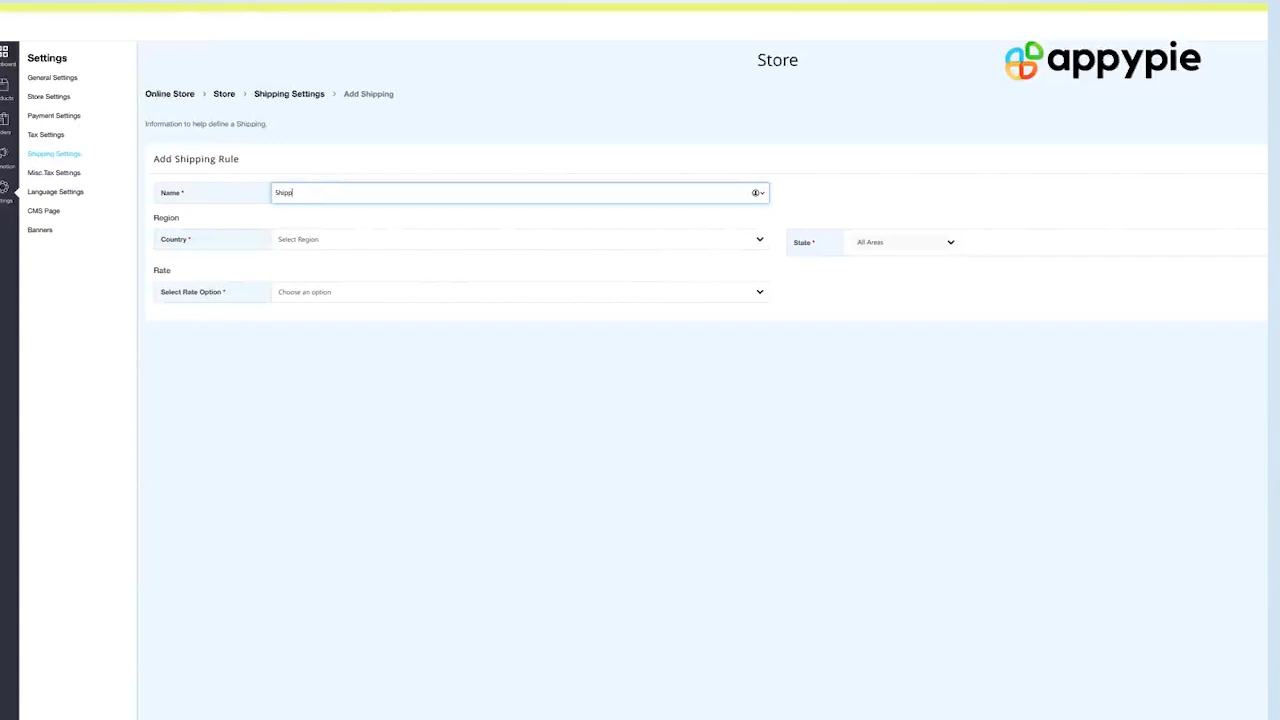 Store
appypie
Settings
General Settings
Store Settings
Payment Settings
Tax Settings
Shipping Settings
Misc.Tax Settings
Language Settings
CMS Page
Banners
Online Store > Store > Shipping Settings > Add Shipping
Information to help define a Shipping.
Add Shipping Rule
Name *
Shipp
Region
Country *
Select Region
State *
All Areas
Rate
Select Rate Option *
Choose an option